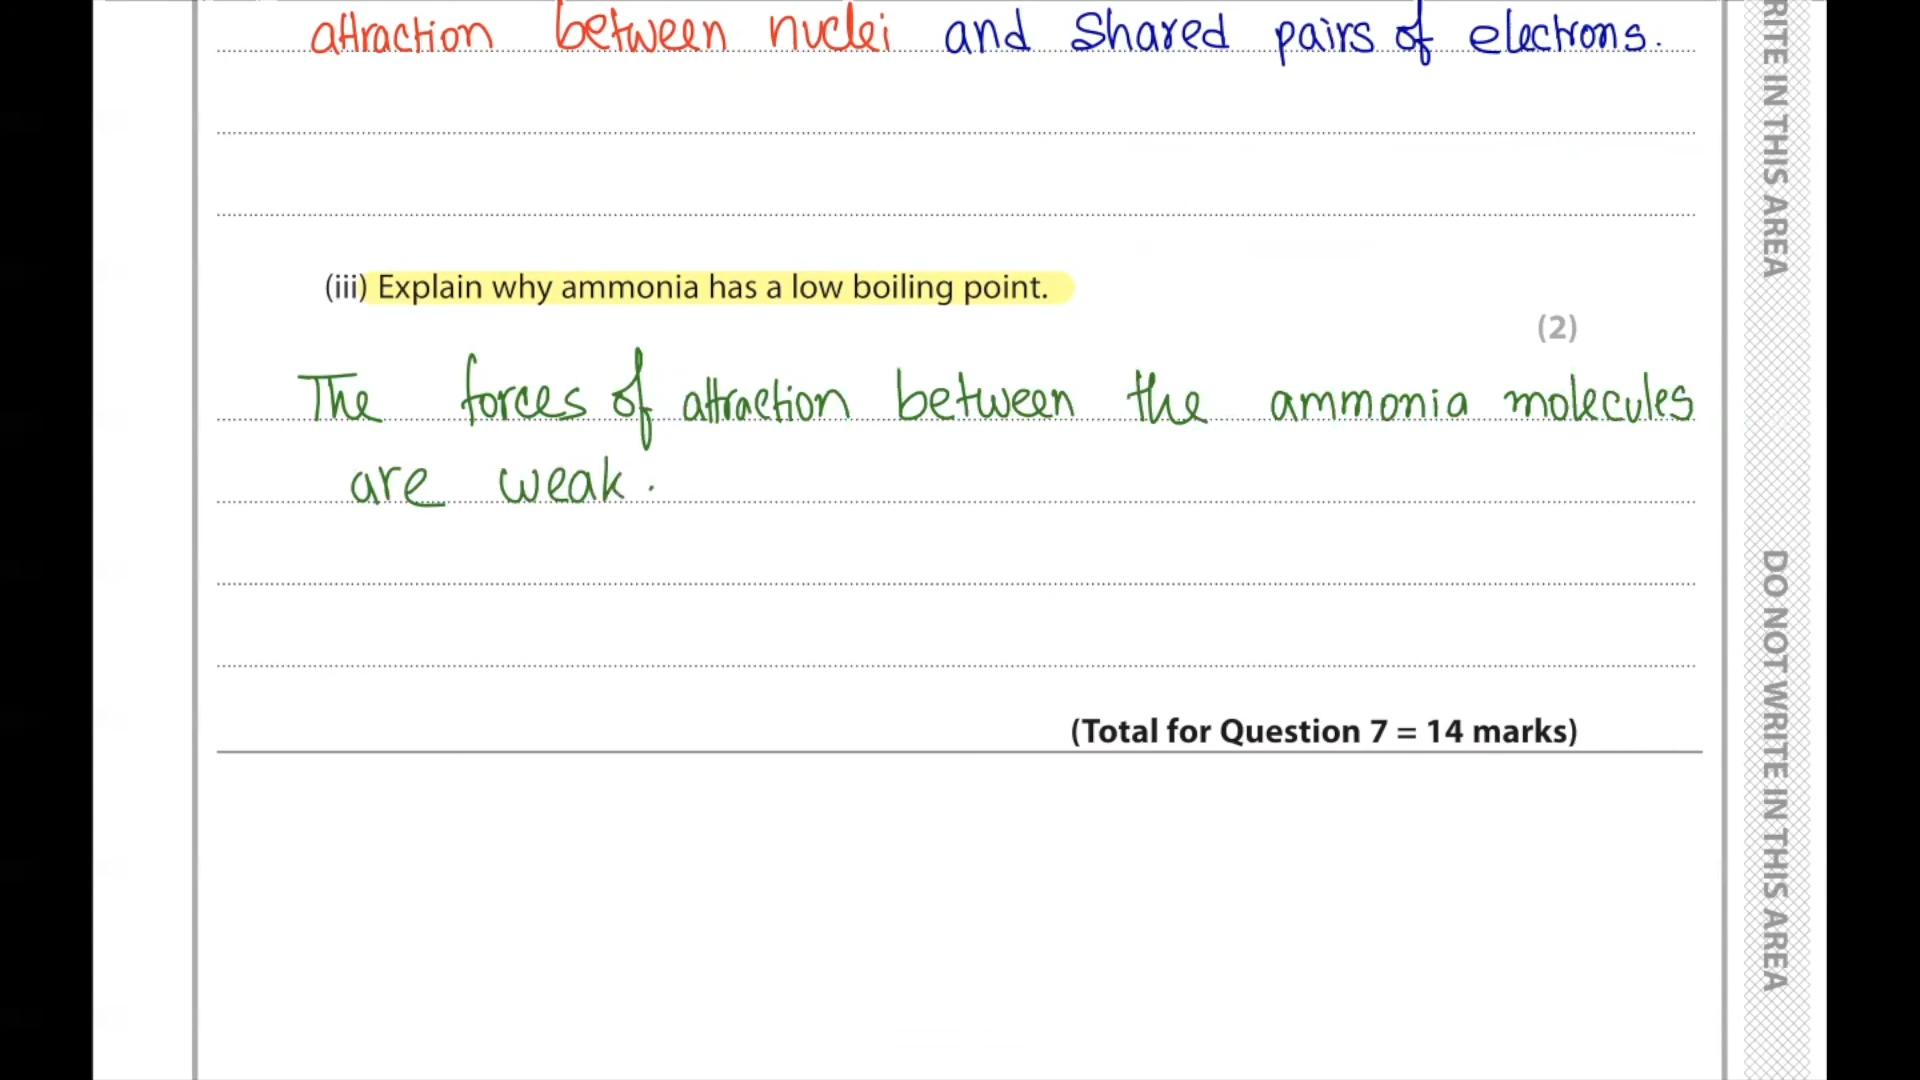 attraction between nuclei and shared pairs of electrons.
(iii) Explain why ammonia has a low boiling point.
(2)
The forces of attraction between the ammonia molecules
are weak.
(Total for Question 7 = 14 marks)
RITE IN THIS AREA
DO NOT WRITE IN THIS AREA